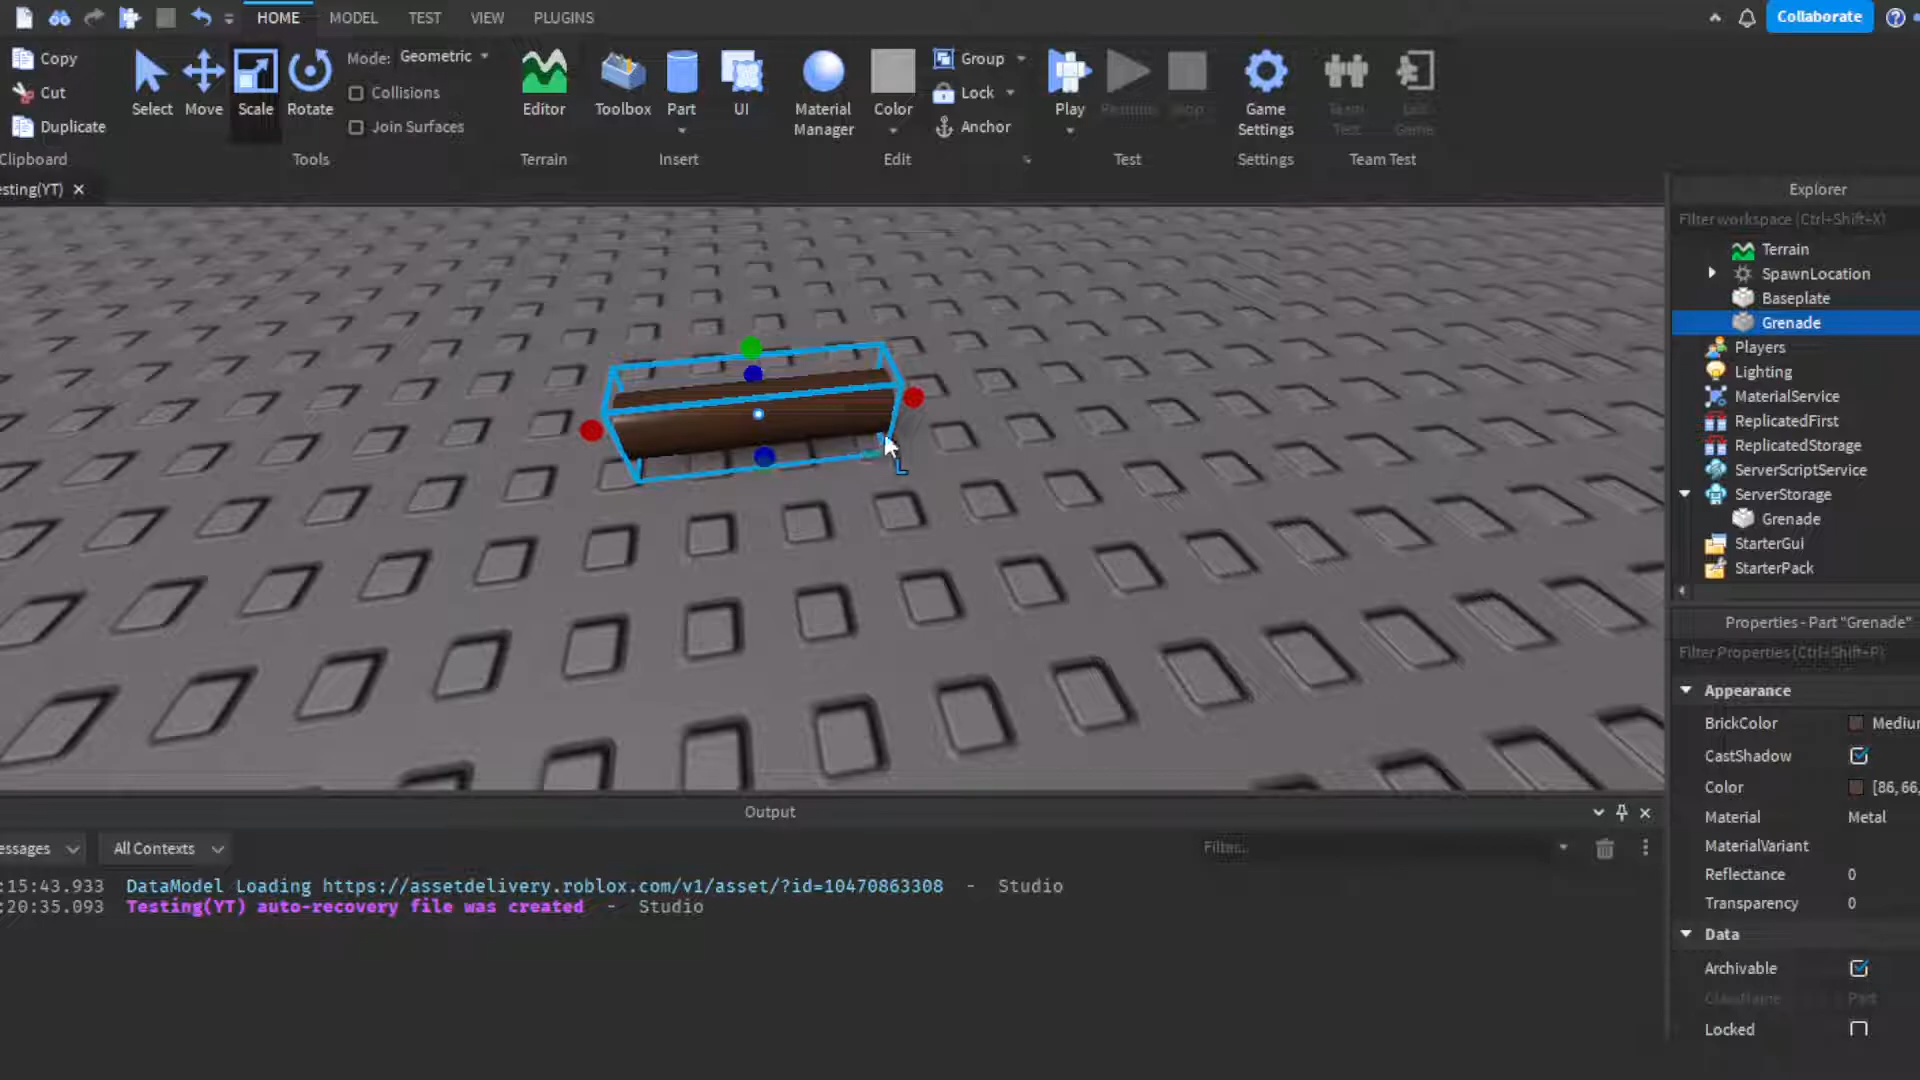 HOME MODEL TEST VIEW PLUGINS
Collaborate
Copy
Cut
Duplicate
Clipboard
Select Move Scale Rotate
Mode: Geometric
Collisions
Join Surfaces
Tools
Editor
Terrain
Toolbox Part UI
Insert
Material Manager
Color
Group
Lock
Anchor
Edit
Play
Test
Game Settings
Settings
Team Test
esting(YT)
Explorer
Filter workspace (Ctrl+Shift+X)
Terrain
SpawnLocation
Baseplate
Grenade
Players
Lighting
MaterialService
ReplicatedFirst
ReplicatedStorage
ServerScriptService
ServerStorage
Grenade
StarterGui
StarterPack
Properties - Part "Grenade"
Filter Properties (Ctrl+Shift+P)
Appearance
BrickColor Mediun
CastShadow
Color [86,66,
Material Metal
MaterialVariant
Reflectance 0
Transparency 0
Data
Archivable
ClassName Part
Locked
Output
essages All Contexts Filter...
:15:43.933 DataModel Loading https://assetdelivery.roblox.com/v1/asset/?id=10470863308 - Studio
:20:35.093 Testing(YT) auto-recovery file was created - Studio